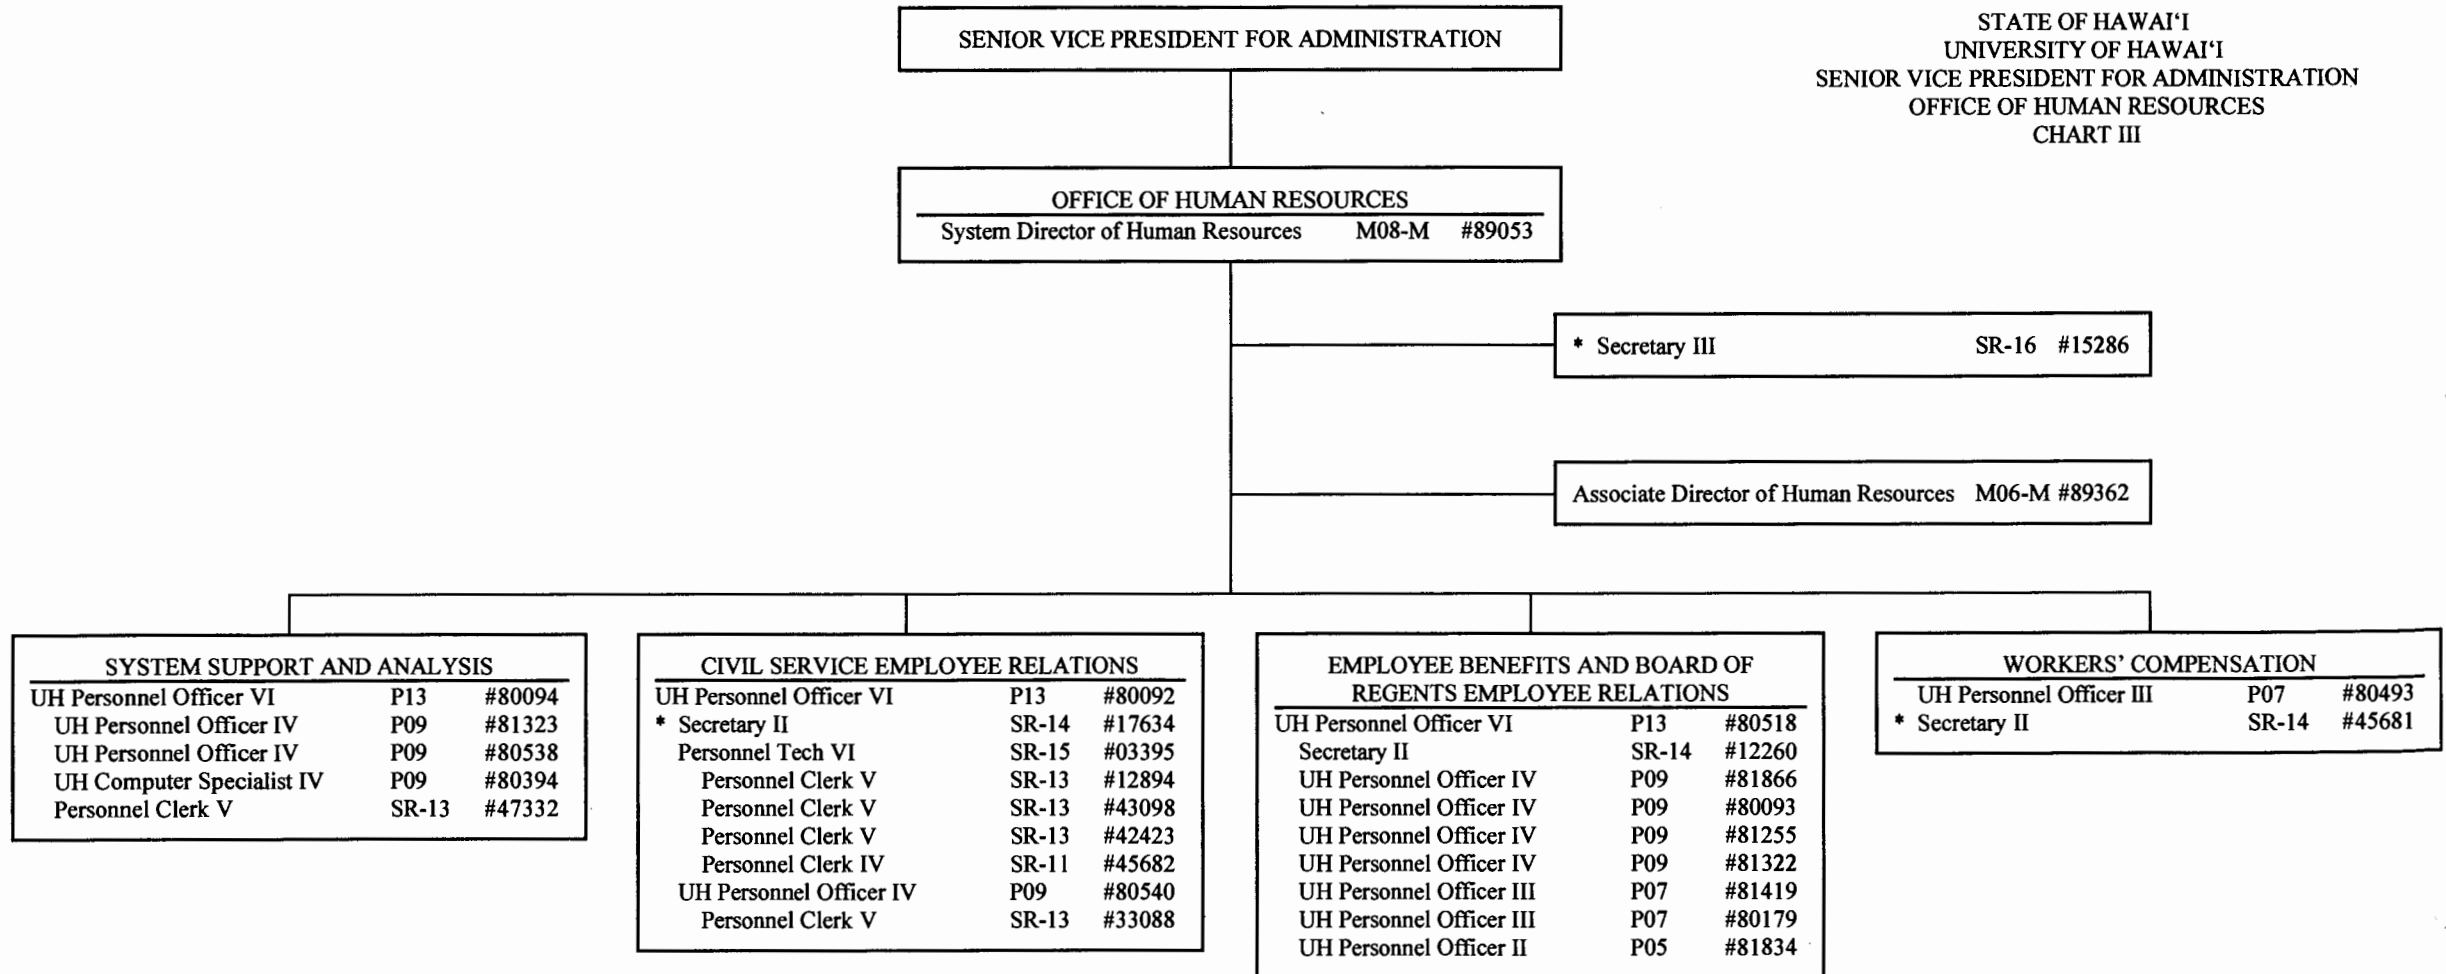 SENIOR VICE PRESIDENT FOR ADMINISTRATION
STATE OF HAWAI‘I
UNIVERSITY OF HAWAI‘I
SENIOR VICE PRESIDENT FOR ADMINISTRATION
OFFICE OF HUMAN RESOURCES
CHART III
OFFICE OF HUMAN RESOURCES
System Director of Human Resources M08-M #89053
* Secretary III SR-16 #15286
Associate Director of Human Resources M06-M #89362
SYSTEM SUPPORT AND ANALYSIS
UH Personnel Officer VI P13 #80094
UH Personnel Officer IV P09 #81323
UH Personnel Officer IV P09 #80538
UH Computer Specialist IV P09 #80394
Personnel Clerk V SR-13 #47332
CIVIL SERVICE EMPLOYEE RELATIONS
UH Personnel Officer VI P13 #80092
* Secretary II SR-14 #17634
Personnel Tech VI SR-15 #03395
Personnel Clerk V SR-13 #12894
Personnel Clerk V SR-13 #43098
Personnel Clerk V SR-13 #42423
Personnel Clerk IV SR-11 #45682
UH Personnel Officer IV P09 #80540
Personnel Clerk V SR-13 #33088
EMPLOYEE BENEFITS AND BOARD OF
REGENTS EMPLOYEE RELATIONS
UH Personnel Officer VI P13 #80518
Secretary II SR-14 #12260
UH Personnel Officer IV P09 #81866
UH Personnel Officer IV P09 #80093
UH Personnel Officer IV P09 #81255
UH Personnel Officer IV P09 #81322
UH Personnel Officer III P07 #81419
UH Personnel Officer III P07 #80179
UH Personnel Officer II P05 #81834
WORKERS’ COMPENSATION
UH Personnel Officer III P07 #80493
* Secretary II SR-14 #45681